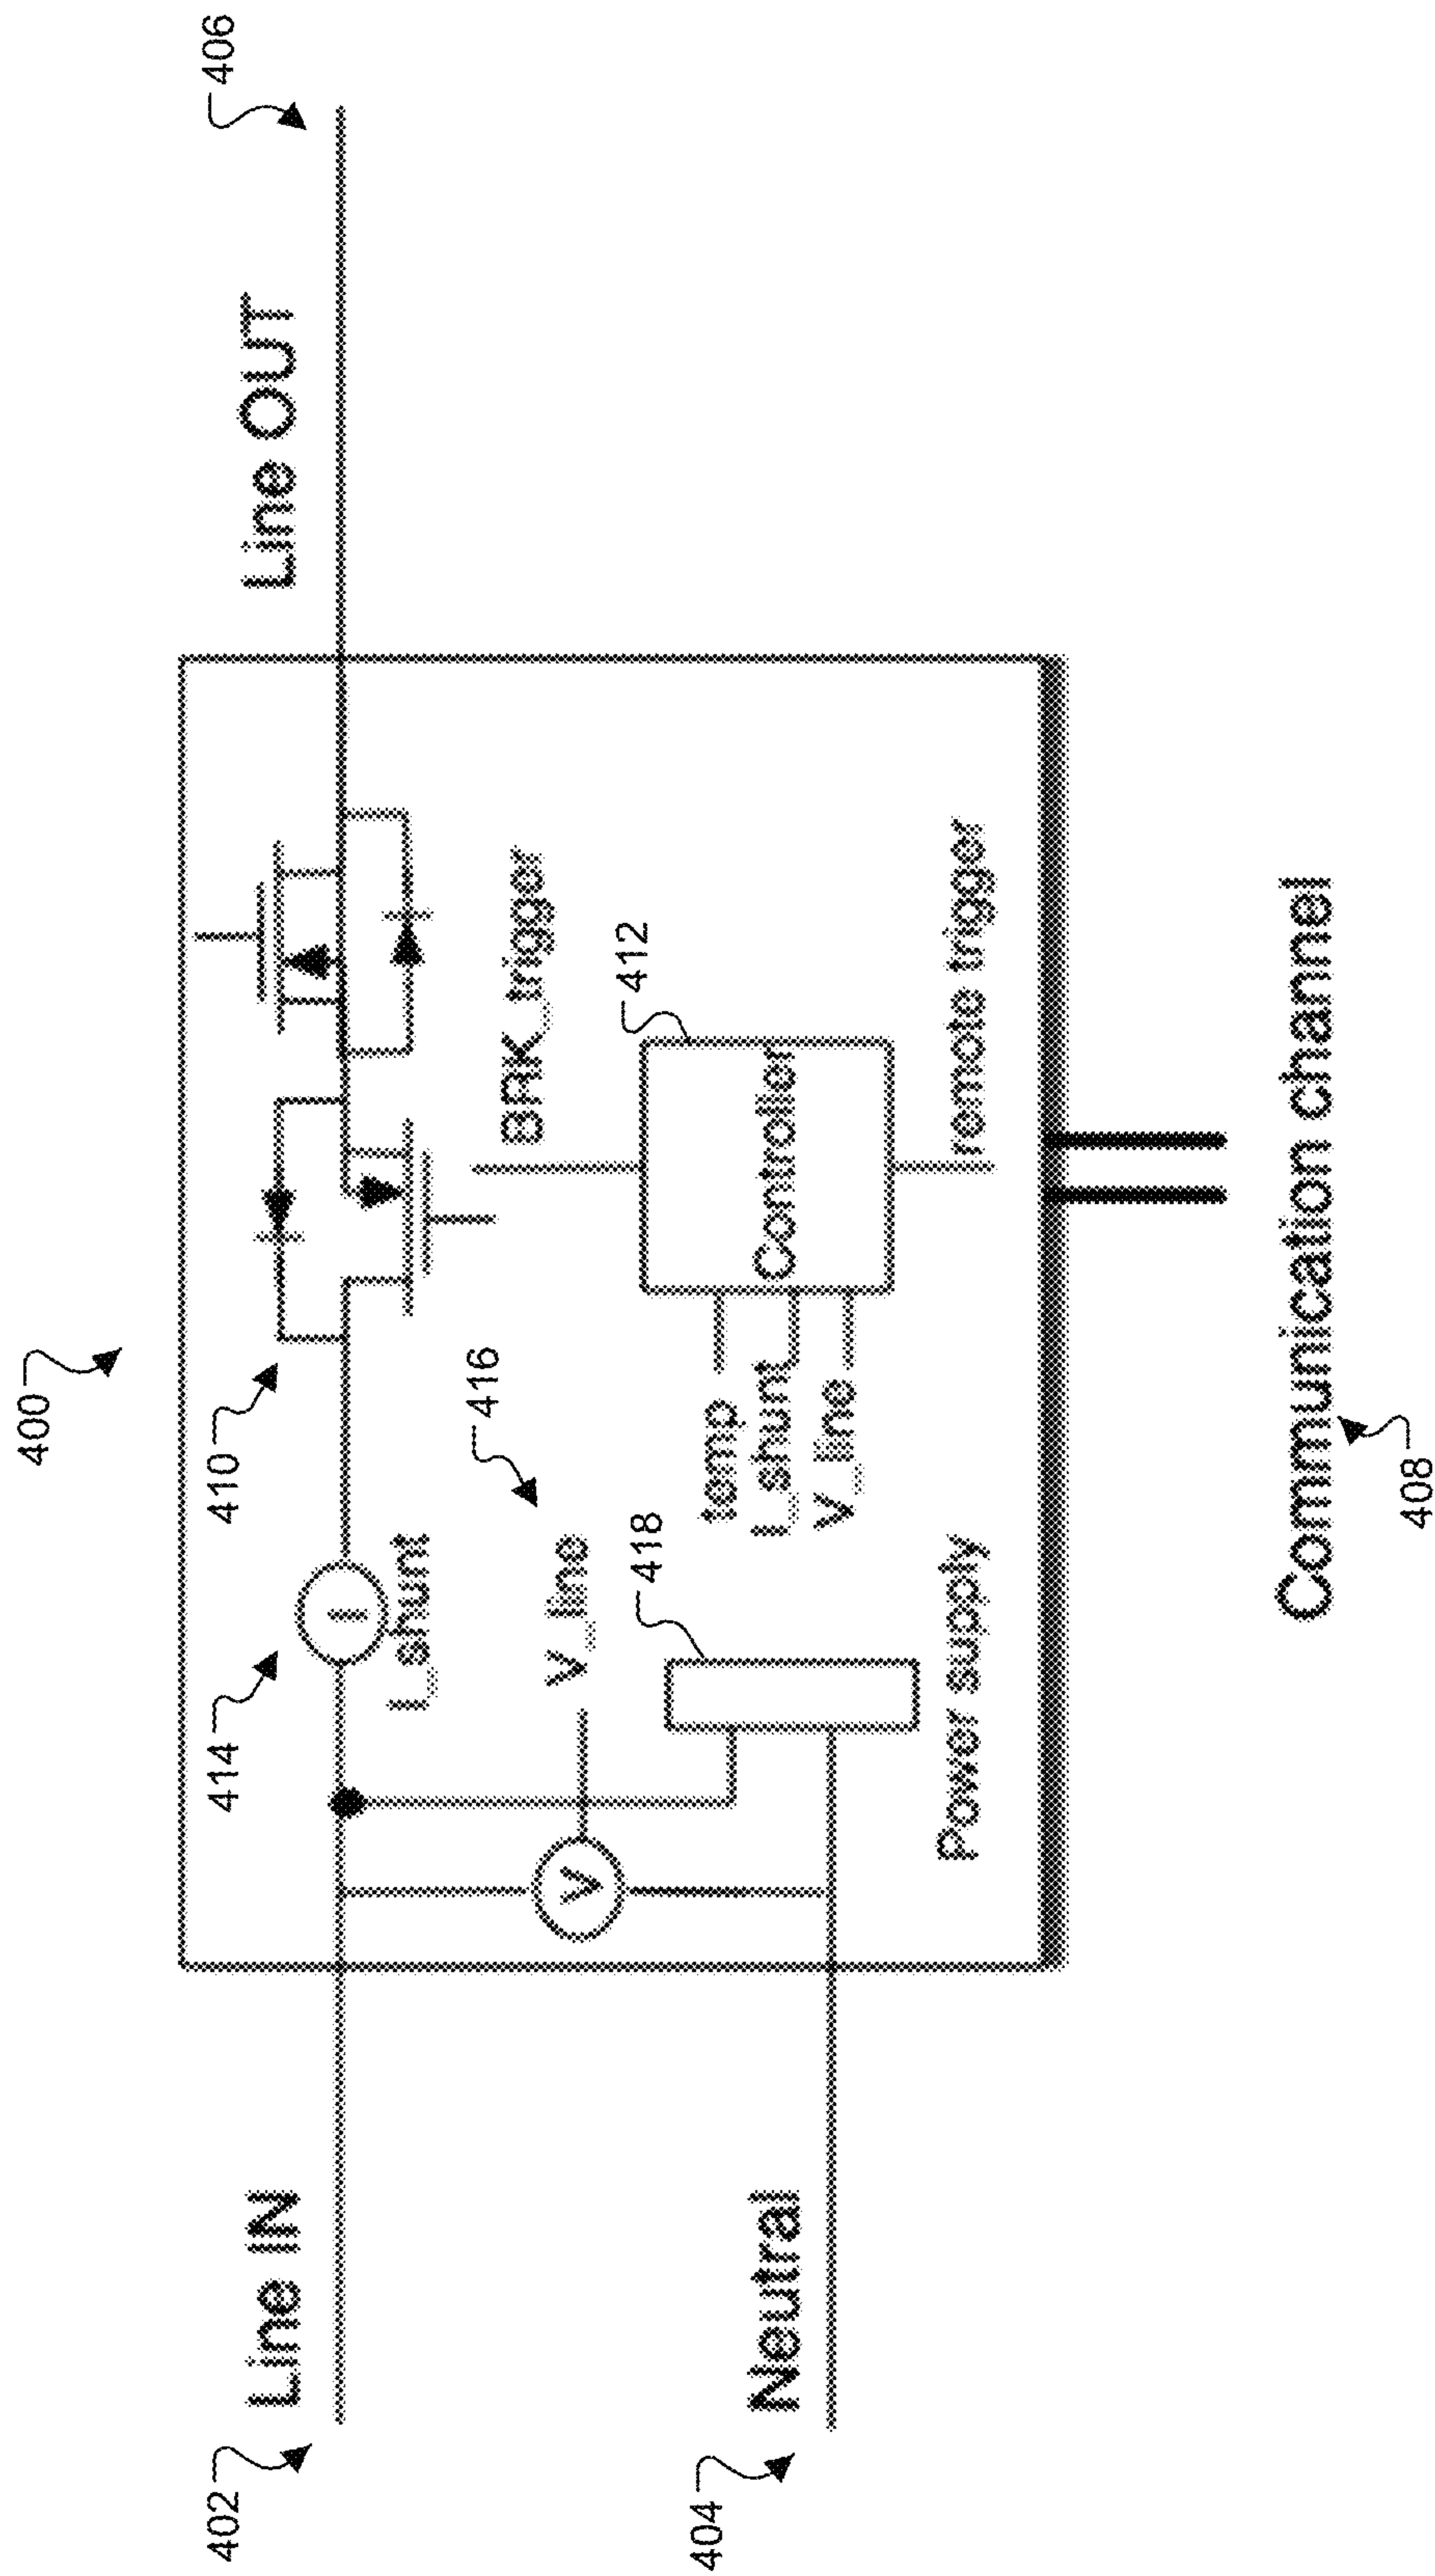 400
402
Line IN
414
410
Line OUT
406
I
I_shunt
416
V_line
V
BRK_trigger
404
Neutral
418
temp
I_shunt
V_line
Controller
412
Power supply
remote trigger
408
Communication channel